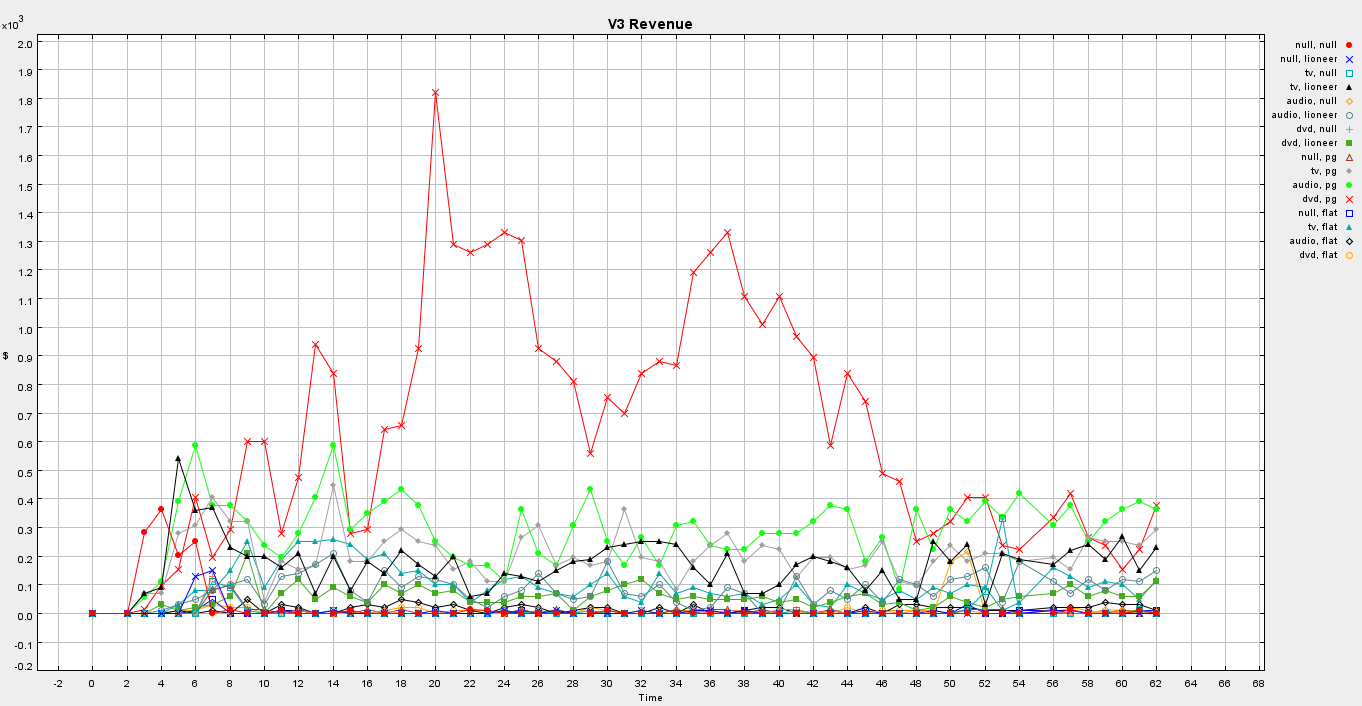 V3 Revenue
×10³
2.0
1.9
1.8
1.7
1.6
1.5
1.4
1.3
1.2
1.1
1.0
0.9
0.8
0.7
0.6
0.5
0.4
0.3
0.2
0.1
0.0
-0.1
-0.2
$
-2 0 2 4 6 8 10 12 14 16 18 20 22 24 26 28 30 32 34 36 38 40 42 44 46 48 50 52 54 56 58 60 62 64 66 68
Time
null, null
null, lioneer
tv, null
tv, lioneer
audio, null
audio, lioneer
dvd, null
dvd, lioneer
null, pg
tv, pg
audio, pg
dvd, pg
null, flat
tv, flat
audio, flat
dvd, flat